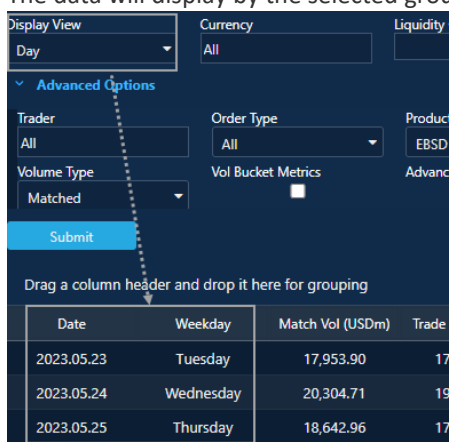 The data will display by the selected grou
Display View Currency Liquidity
Day All
Advanced Options
Trader Order Type Product
All All EBSD
Volume Type Vol Bucket Metrics Advanc
Matched
Submit
Drag a column header and drop it here for grouping
Date Weekday Match Vol (USDm) Trade
2023.05.23 Tuesday 17,953.90 17
2023.05.24 Wednesday 20,304.71 19
2023.05.25 Thursday 18,642.96 17